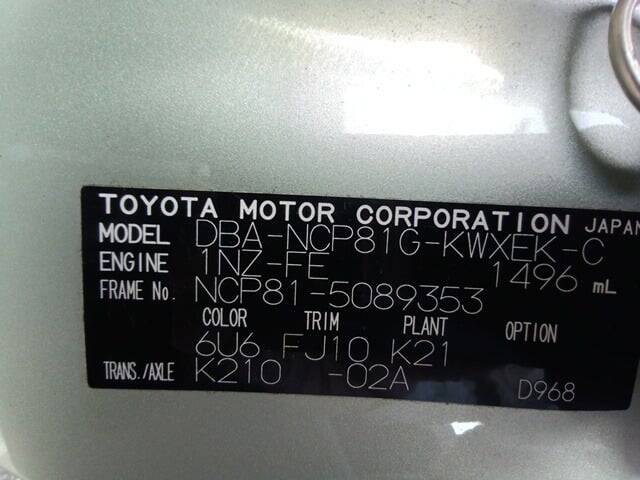 TOYOTA MOTOR CORPORATION JAPAN
MODEL DBA-NCP81G-KWXEK-C
ENGINE 1NZ-FE 1496 mL
FRAME No. NCP81-5089353
COLOR TRIM PLANT OPTION
6U6 FJ10 K21
TRANS./AXLE K210 -02A
D968